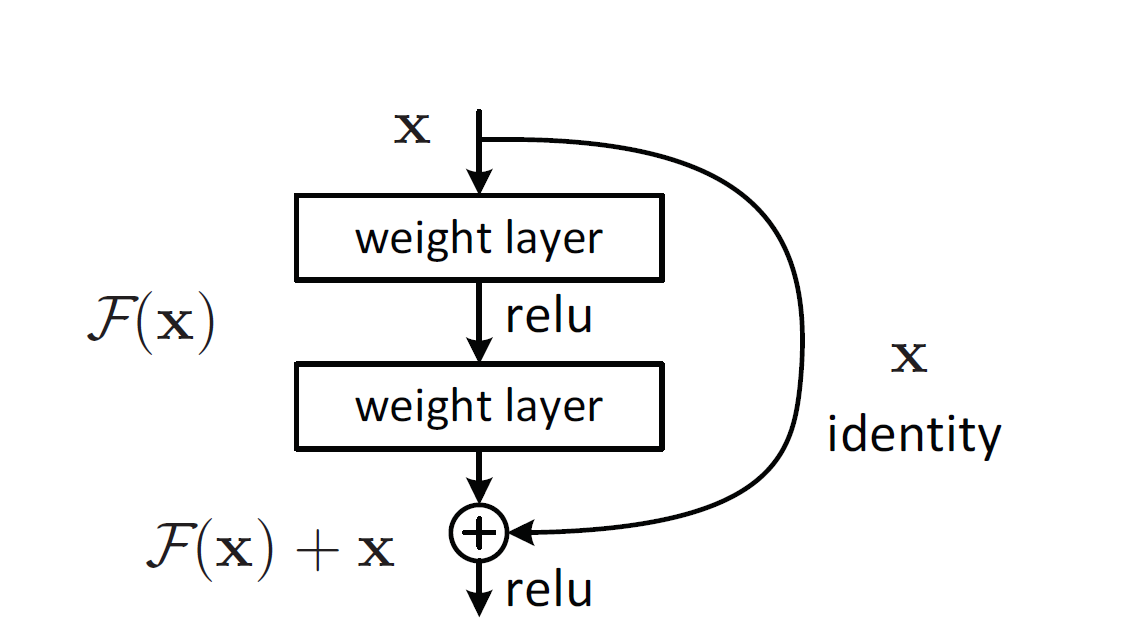 x
weight layer
relu
F(x)
weight layer
x
identity
F(x) + x
relu